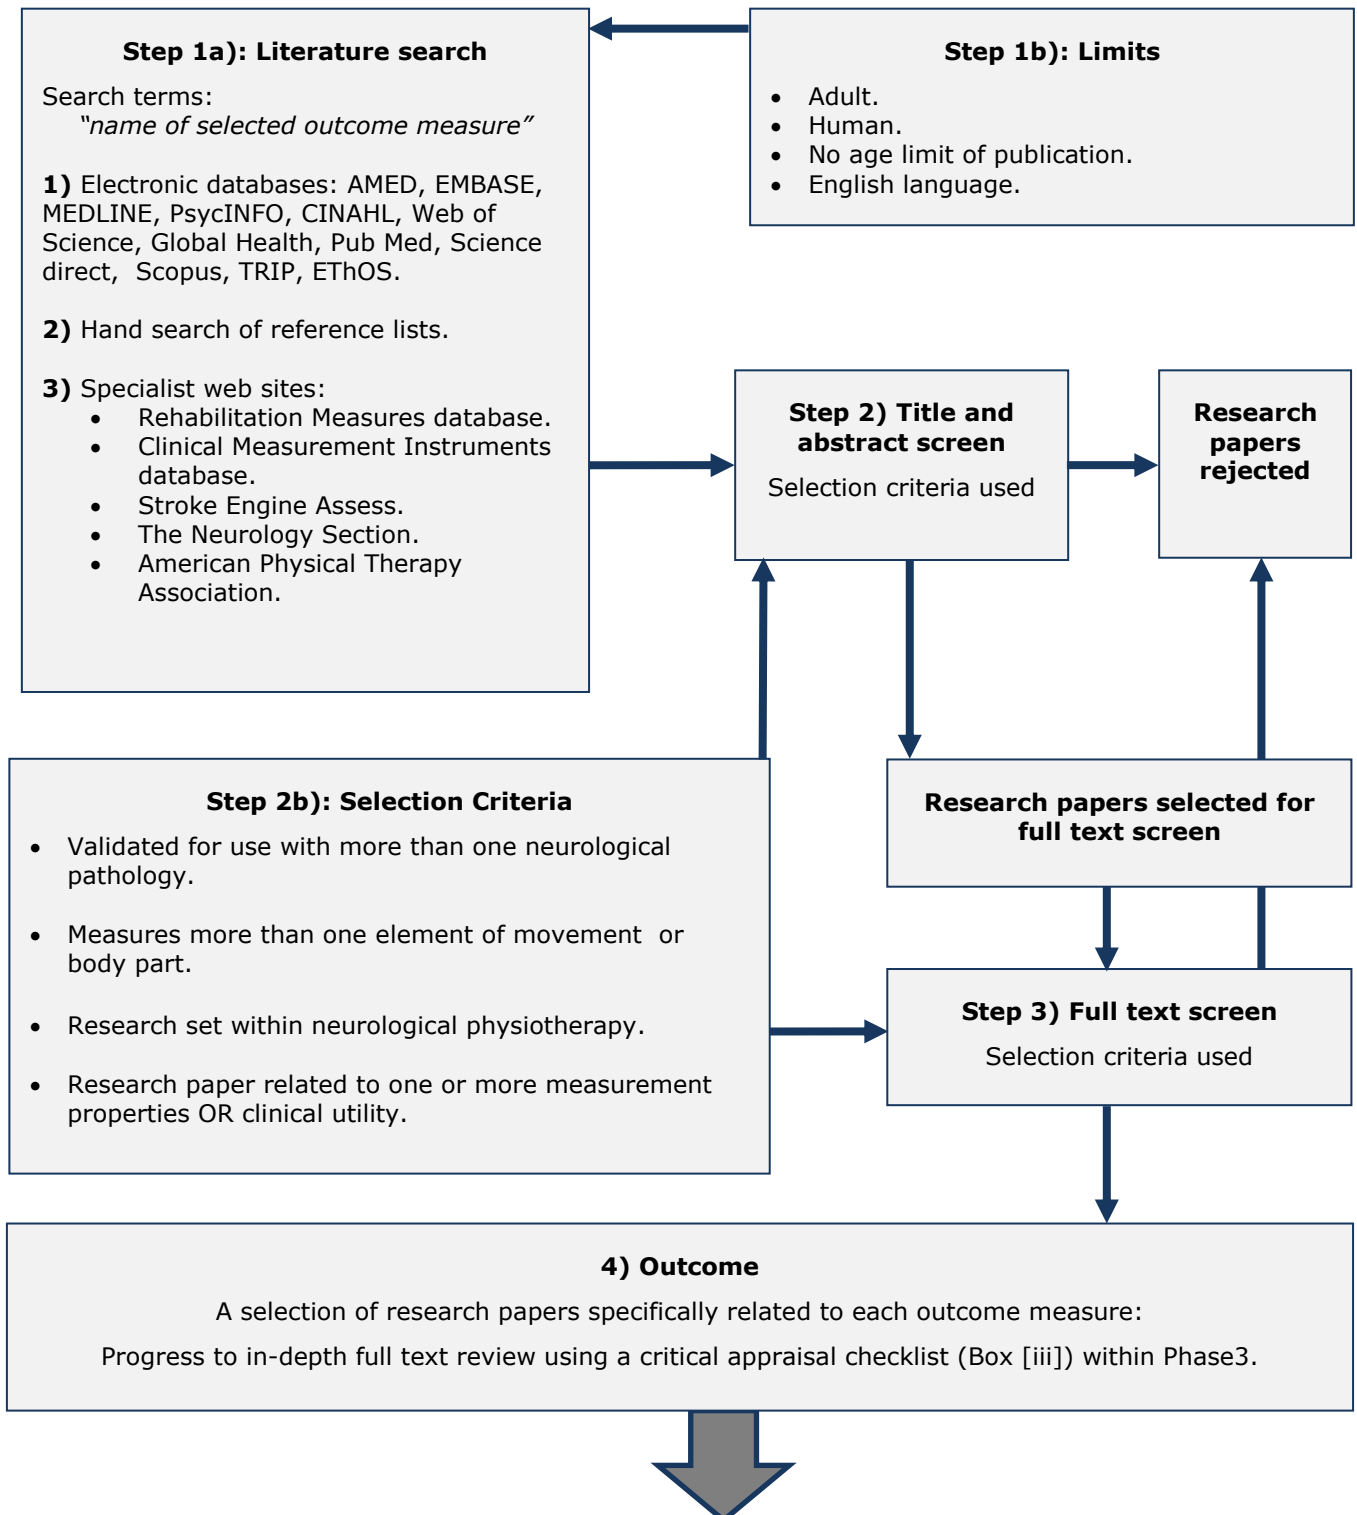 Step 1a): Literature search
Search terms:
“name of selected outcome measure”
1) Electronic databases: AMED, EMBASE,
MEDLINE, PsycINFO, CINAHL, Web of
Science, Global Health, Pub Med, Science
direct,  Scopus, TRIP, EThOS.
2) Hand search of reference lists.
3) Specialist web sites:
• Rehabilitation Measures database.
• Clinical Measurement Instruments
database.
• Stroke Engine Assess.
• The Neurology Section.
• American Physical Therapy
Association.
Step 1b): Limits
• Adult.
• Human.
• No age limit of publication.
• English language.
Step 2) Title and
abstract screen
Selection criteria used
Research
papers
rejected
Step 2b): Selection Criteria
• Validated for use with more than one neurological
pathology.
• Measures more than one element of movement  or
body part.
• Research set within neurological physiotherapy.
• Research paper related to one or more measurement
properties OR clinical utility.
Research papers selected for
full text screen
Step 3) Full text screen
Selection criteria used
4) Outcome
A selection of research papers specifically related to each outcome measure:
Progress to in-depth full text review using a critical appraisal checklist (Box [iii]) within Phase3.